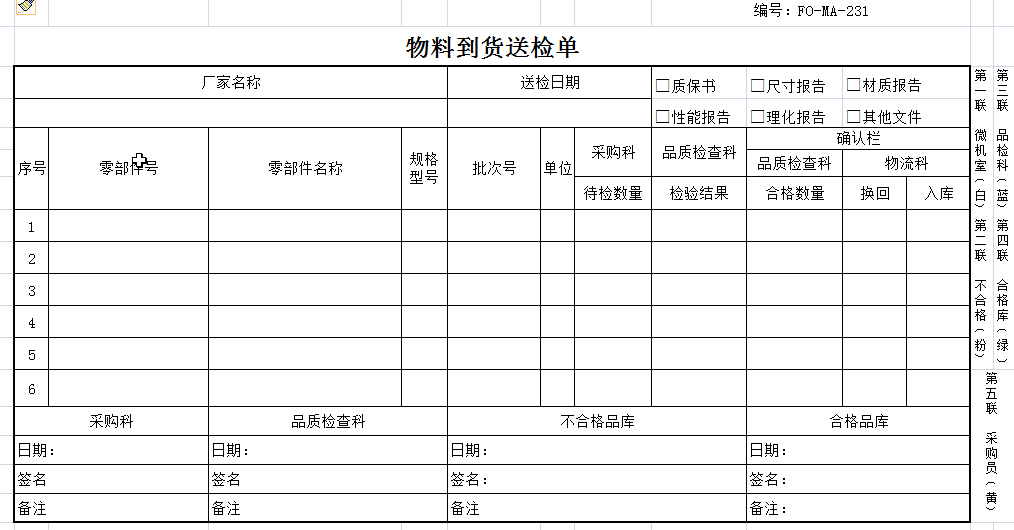 编号：FO-MA-231
物料到货送检单
厂家名称 送检日期 □质保书 □尺寸报告 □材质报告
□性能报告 □理化报告 □其他文件
序号 零部件号 零部件名称 规格型号 批次号 单位 采购科 品质检查科 确认栏
品质检查科 物流科
待检数量 检验结果 合格数量 换回 入库
1
2
3
4
5
6
采购科 品质检查科 不合格品库 合格品库
日期： 日期： 日期： 日期：
签名 签名 签名： 签名：
备注 备注 备注 备注：
第一联 微机室（白）
第二联 不合格（粉）
第三联 品检科（蓝）
第四联 合格库（绿）
第五联 采购员（黄）